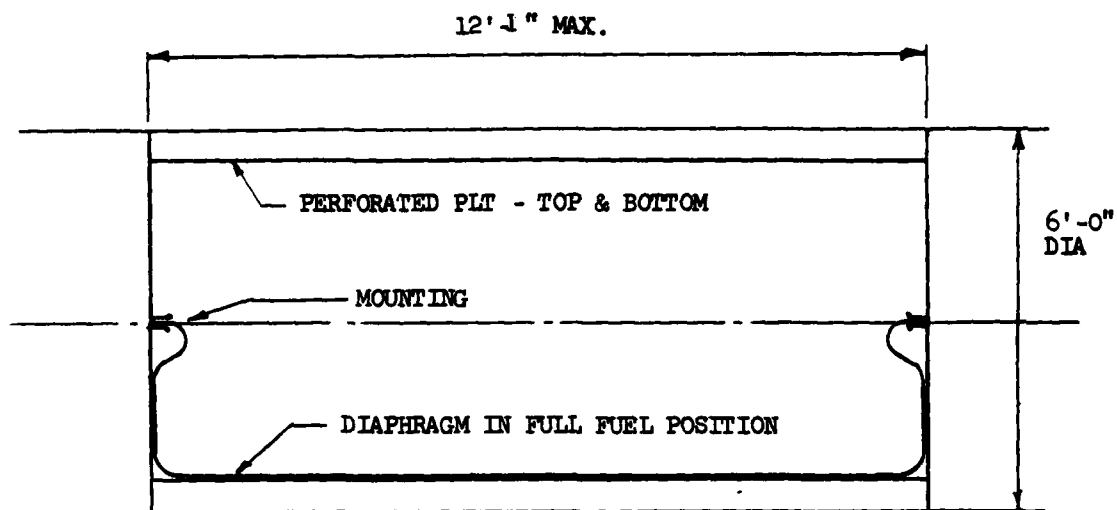 12'-1" MAX.
PERFORATED PLT - TOP & BOTTOM
6'-0"
DIA
MOUNTING
DIAPHRAGM IN FULL FUEL POSITION